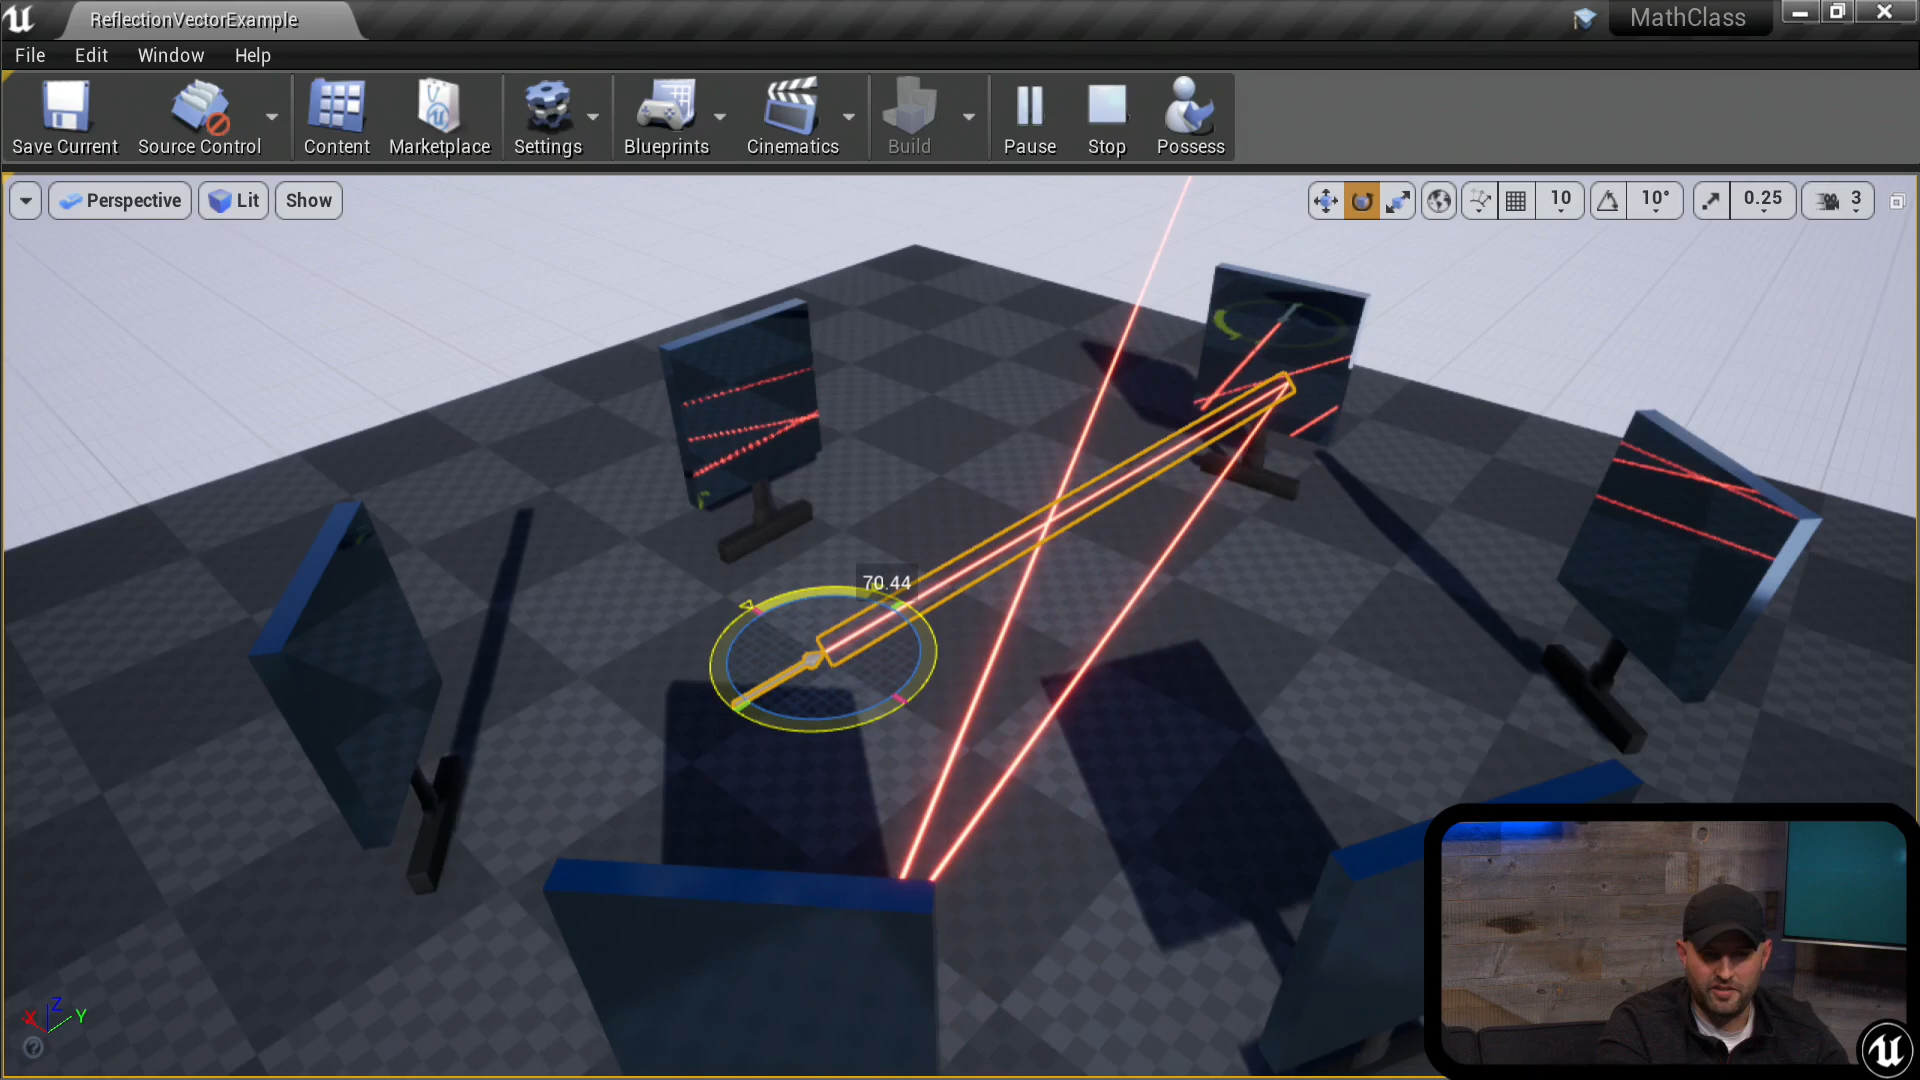 ReflectionVectorExample
MathClass
File Edit Window Help
Save Current Source Control Content Marketplace Settings Blueprints Cinematics Build Pause Stop Possess
Perspective Lit Show 10 10° 0.25 3
70.44
Z
X Y
?